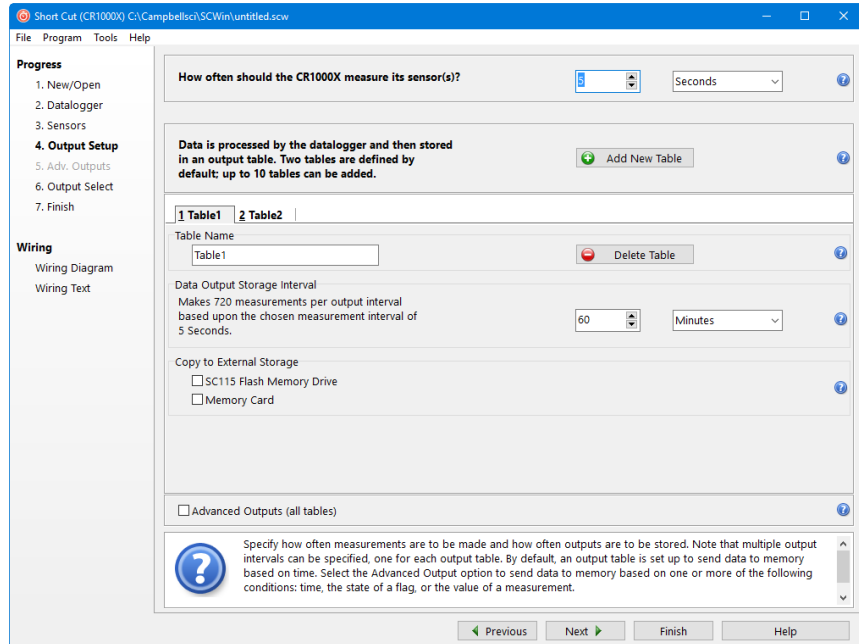 Short Cut (CR1000X) C:\Campbellsci\SCWin\untitled.scw
File Program Tools Help
Progress
1. New/Open
2. Datalogger
3. Sensors
4. Output Setup
5. Adv. Outputs
6. Output Select
7. Finish
Wiring
Wiring Diagram
Wiring Text
How often should the CR1000X measure its sensor(s)?
5
Seconds
Data is processed by the datalogger and then stored
in an output table. Two tables are defined by
default; up to 10 tables can be added.
Add New Table
1 Table1 2 Table2
Table Name
Table1
Delete Table
Data Output Storage Interval
Makes 720 measurements per output interval
based upon the chosen measurement interval of
5 Seconds.
60
Minutes
Copy to External Storage
SC115 Flash Memory Drive
Memory Card
Advanced Outputs (all tables)
Specify how often measurements are to be made and how often outputs are to be stored. Note that multiple output
intervals can be specified, one for each output table. By default, an output table is set up to send data to memory
based on time. Select the Advanced Output option to send data to memory based on one or more of the following
conditions: time, the state of a flag, or the value of a measurement.
Previous Next Finish Help